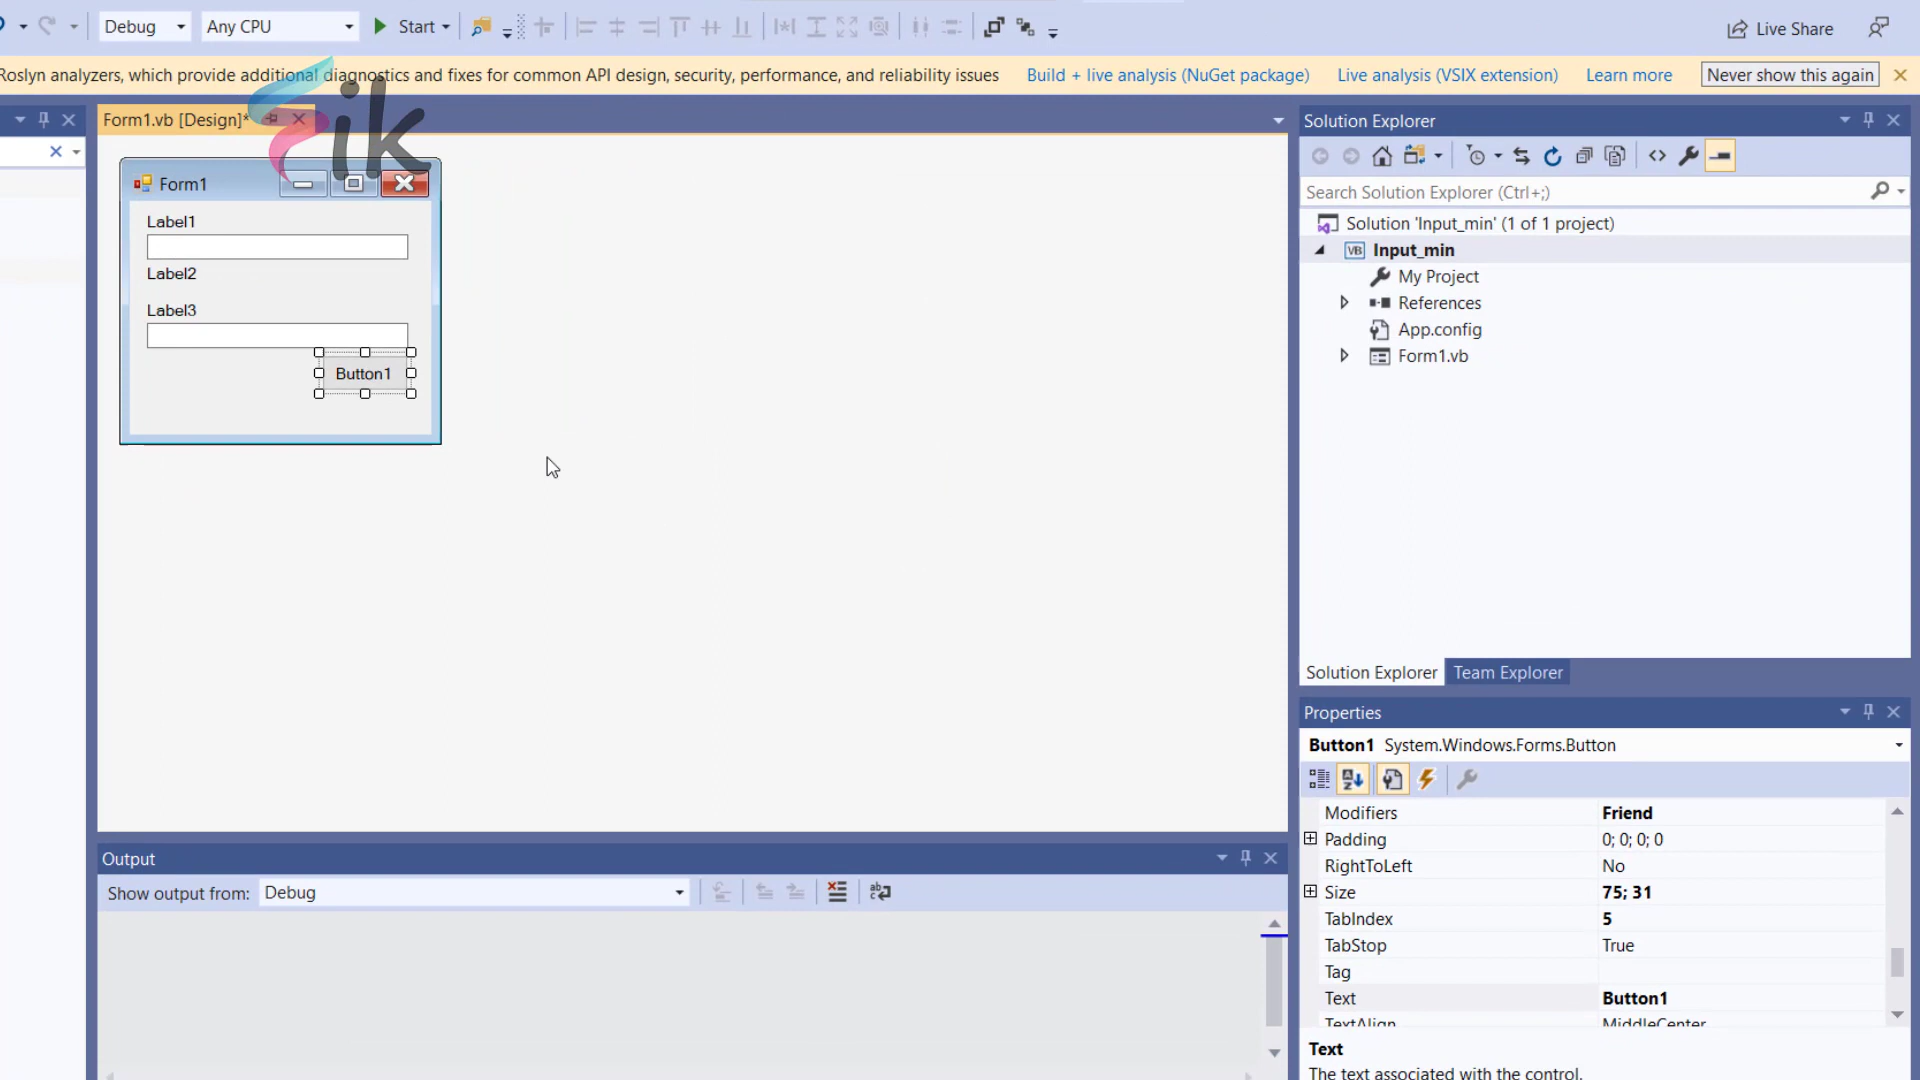 Debug Any CPU Start Live Share
Roslyn analyzers, which provide additional diagnostics and fixes for common API design, security, performance, and reliability issues Build + live analysis (NuGet package) Live analysis (VSIX extension) Learn more Never show this again
Form1.vb [Design]*
ik
Form1
Label1
Label2
Label3
Button1
Solution Explorer
Search Solution Explorer (Ctrl+;)
Solution 'Input_min' (1 of 1 project)
VB Input_min
My Project
References
App.config
Form1.vb
Solution Explorer Team Explorer
Properties
Button1 System.Windows.Forms.Button
Modifiers Friend
Padding 0; 0; 0; 0
RightToLeft No
Size 75; 31
TabIndex 5
TabStop True
Tag
Text Button1
TextAlign MiddleCenter
Text
The text associated with the control.
Output
Show output from: Debug